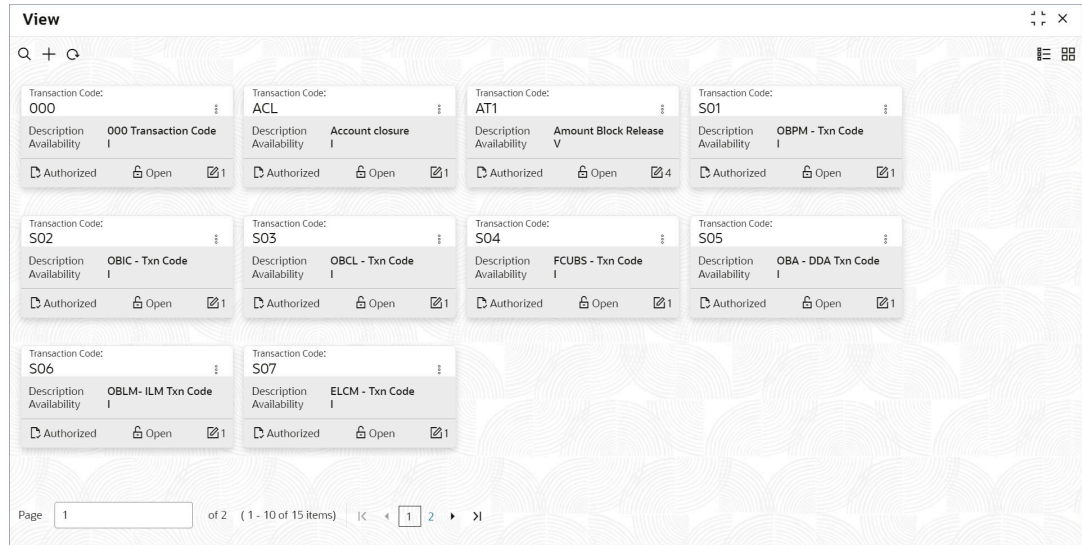 View
Transaction Code:
000
Description 000 Transaction Code
Availability I
Authorized Open 1
Transaction Code:
ACL
Description Account closure
Availability I
Authorized Open 1
Transaction Code:
AT1
Description Amount Block Release
Availability V
Authorized Open 4
Transaction Code:
S01
Description OBPM - Txn Code
Availability I
Authorized Open 1
Transaction Code:
S02
Description OBIC - Txn Code
Availability I
Authorized Open 1
Transaction Code:
S03
Description OBCL - Txn Code
Availability I
Authorized Open 1
Transaction Code:
S04
Description FCUBS - Txn Code
Availability I
Authorized Open 1
Transaction Code:
S05
Description OBA - DDA Txn Code
Availability I
Authorized Open 1
Transaction Code:
S06
Description OBLM- ILM Txn Code
Availability I
Authorized Open 1
Transaction Code:
S07
Description ELCM - Txn Code
Availability I
Authorized Open 1
Page 1 of 2 (1 - 10 of 15 items) 1 2